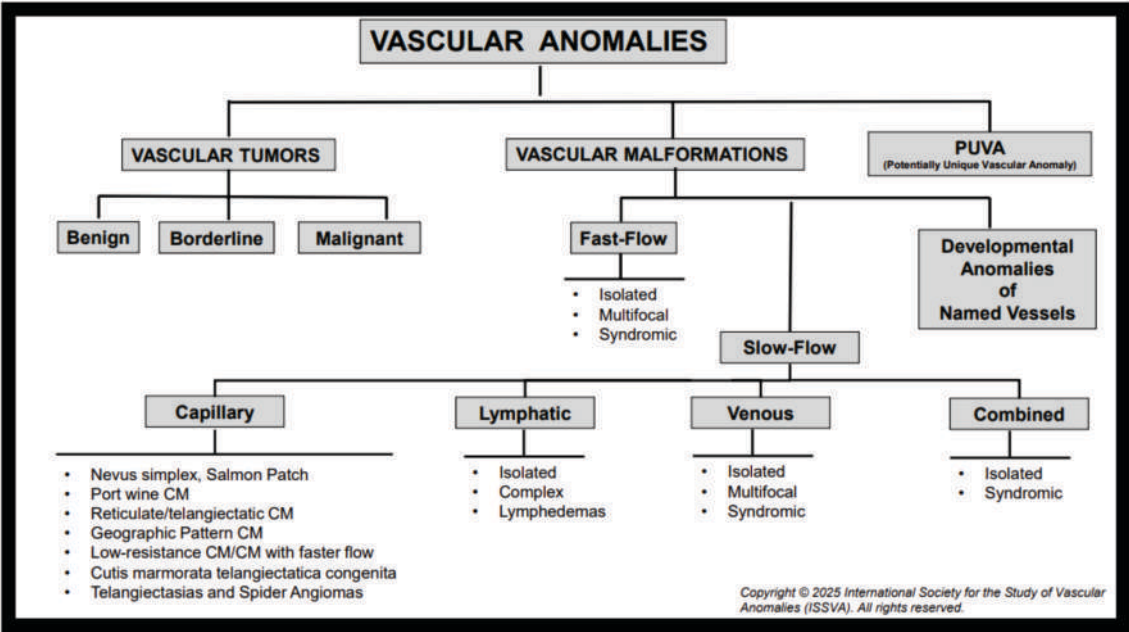 VASCULAR ANOMALIES
VASCULAR TUMORS
VASCULAR MALFORMATIONS
PUVA
(Potentially Unique Vascular Anomaly)
Benign
Borderline
Malignant
Fast-Flow
• Isolated
• Multifocal
• Syndromic
Developmental
Anomalies
of
Named Vessels
Slow-Flow
Capillary
• Nevus simplex, Salmon Patch
• Port wine CM
• Reticulate/telangiectatic CM
• Geographic Pattern CM
• Low-resistance CM/CM with faster flow
• Cutis marmorata telangiectatica congenita
• Telangiectasias and Spider Angiomas
Lymphatic
• Isolated
• Complex
• Lymphedemas
Venous
• Isolated
• Multifocal
• Syndromic
Combined
• Isolated
• Syndromic
Copyright © 2025 International Society for the Study of Vascular
Anomalies (ISSVA). All rights reserved.